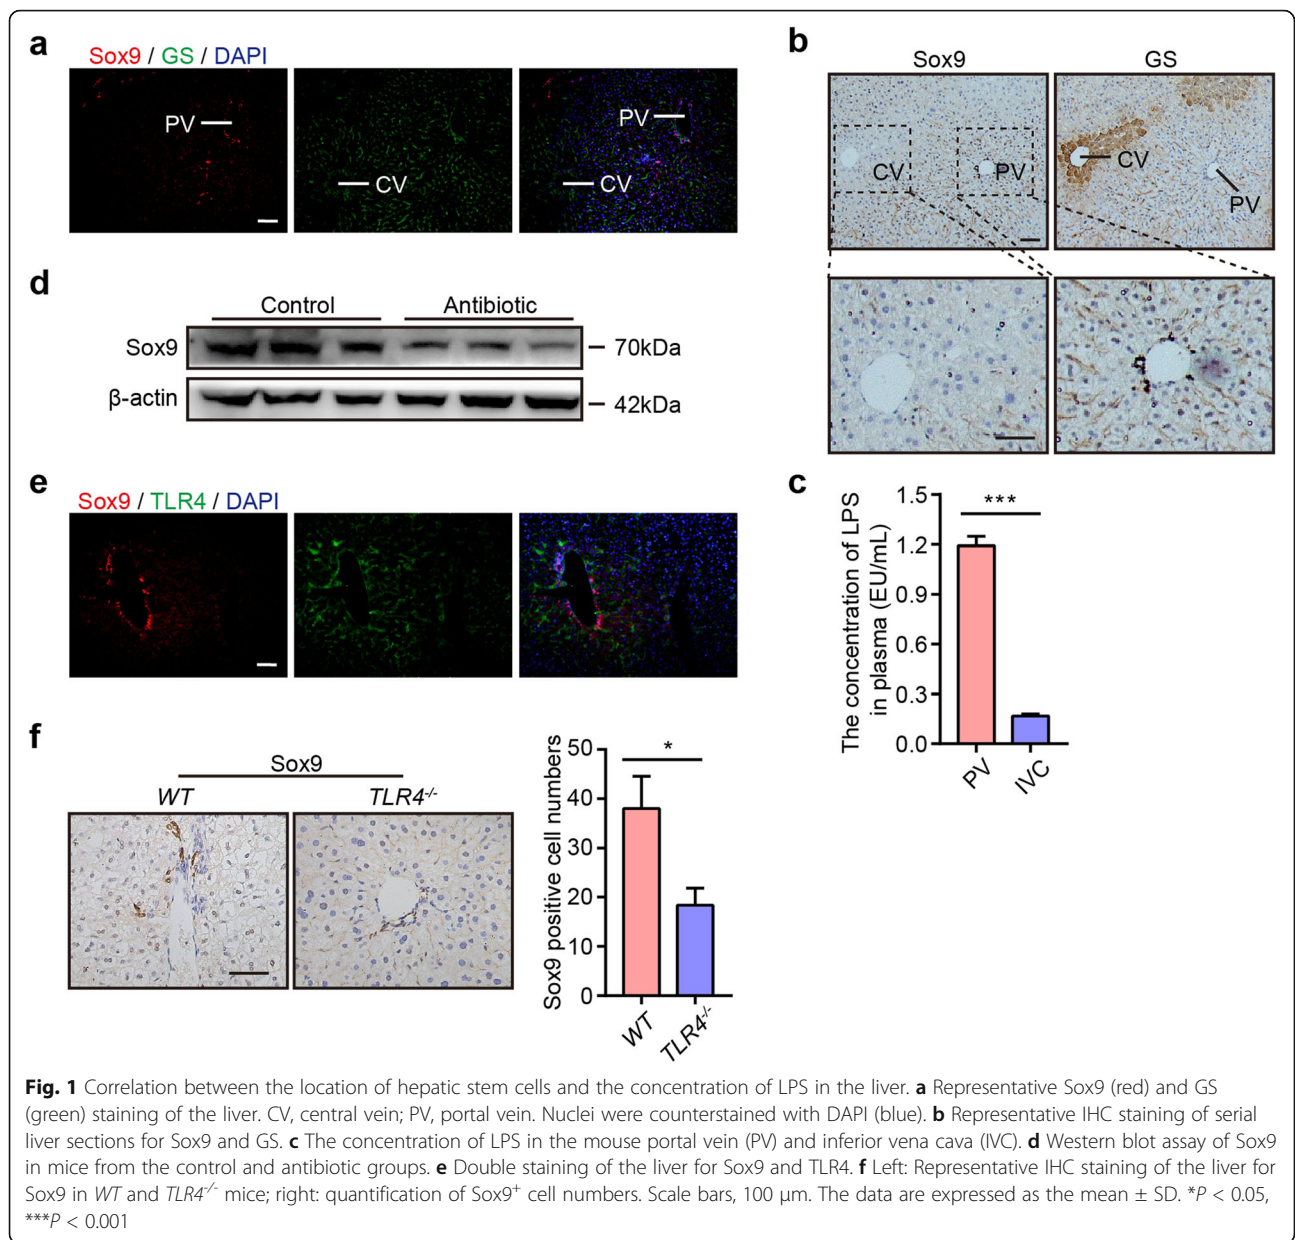 a
Sox9 / GS / DAPI
PV
CV
PV
CV
b
Sox9
GS
CV
PV
CV
PV
d
Control
Antibiotic
Sox9
70kDa
β-actin
42kDa
e
Sox9 / TLR4 / DAPI
c
The concentration of LPS
in plasma (EU/mL)
1.5
1.2
0.9
0.6
0.3
0.0
***
PV
IVC
f
Sox9
WT
TLR4-/-
Sox9 positive cell numbers
50
40
30
20
10
0
*
WT
TLR4-/-
Fig. 1 Correlation between the location of hepatic stem cells and the concentration of LPS in the liver. a Representative Sox9 (red) and GS
(green) staining of the liver. CV, central vein; PV, portal vein. Nuclei were counterstained with DAPI (blue). b Representative IHC staining of serial
liver sections for Sox9 and GS. c The concentration of LPS in the mouse portal vein (PV) and inferior vena cava (IVC). d Western blot assay of Sox9
in mice from the control and antibiotic groups. e Double staining of the liver for Sox9 and TLR4. f Left: Representative IHC staining of the liver for
Sox9 in WT and TLR4-/- mice; right: quantification of Sox9+ cell numbers. Scale bars, 100 μm. The data are expressed as the mean ± SD. *P < 0.05,
***P < 0.001